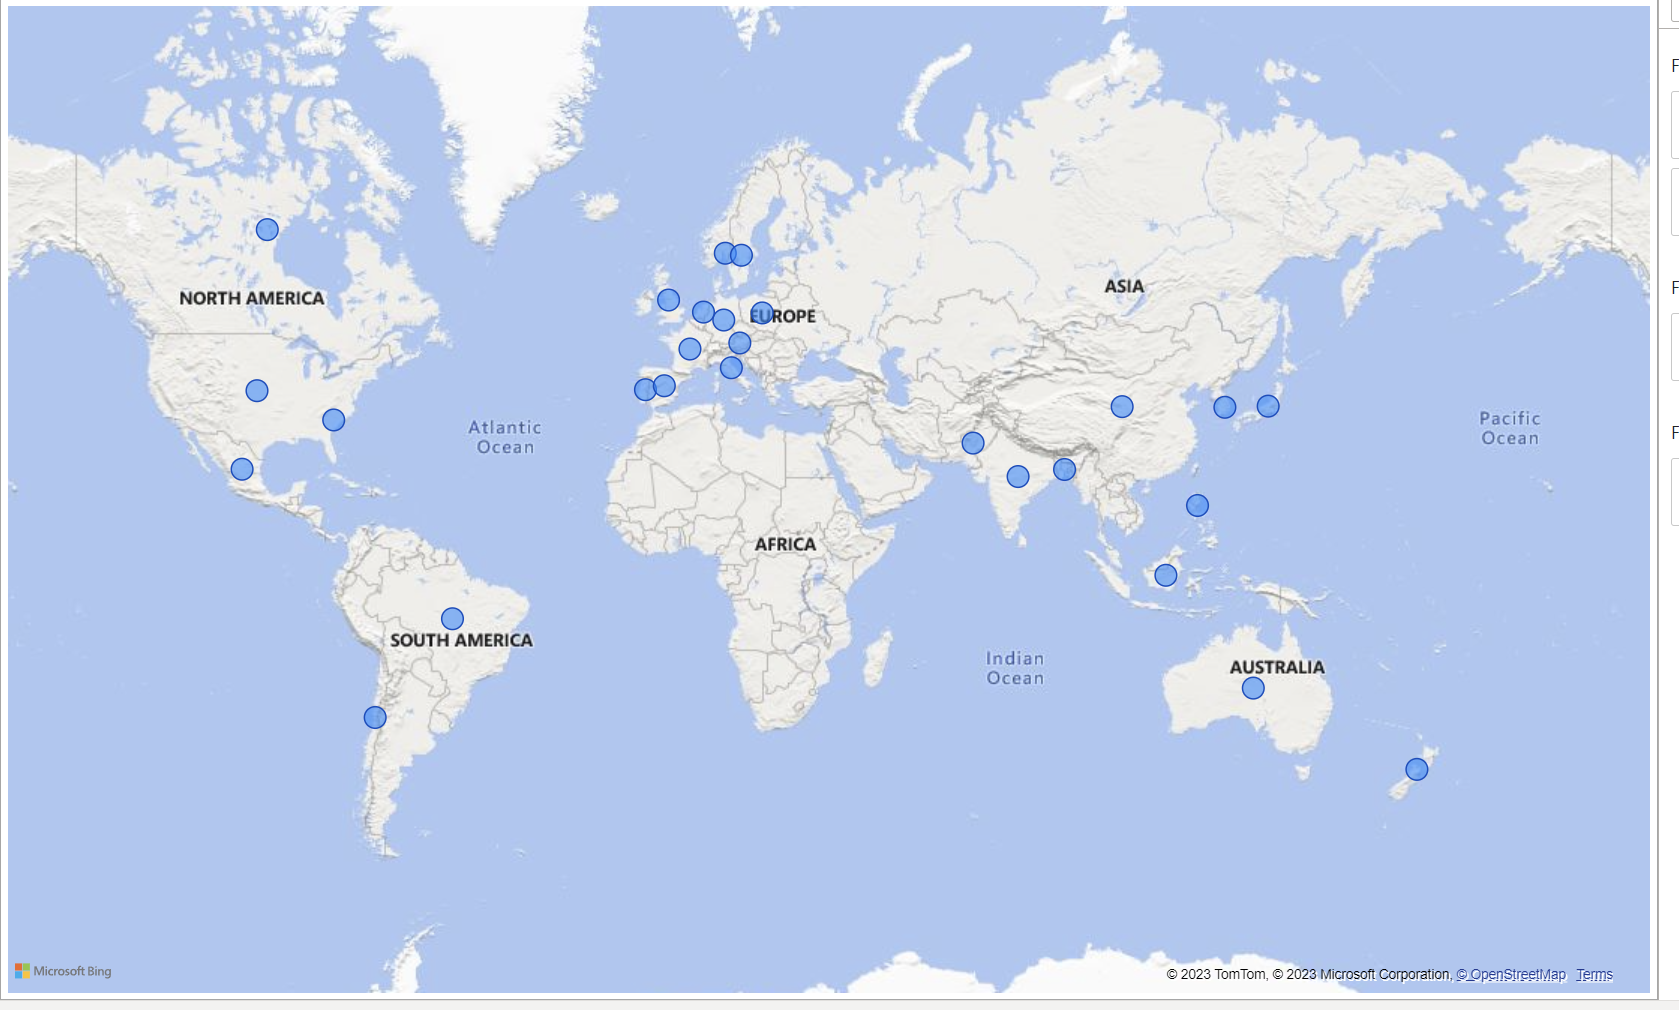 F
ASIA
F
NORTH AMERICA
EUROPE
Atlantic
Ocean
Pacific
Ocean
F
AFRICA
SOUTH AMERICA
Indian
Ocean
AUSTRALIA
Microsoft Bing
© 2023 TomTom, © 2023 Microsoft Corporation, © OpenStreetMap Terms